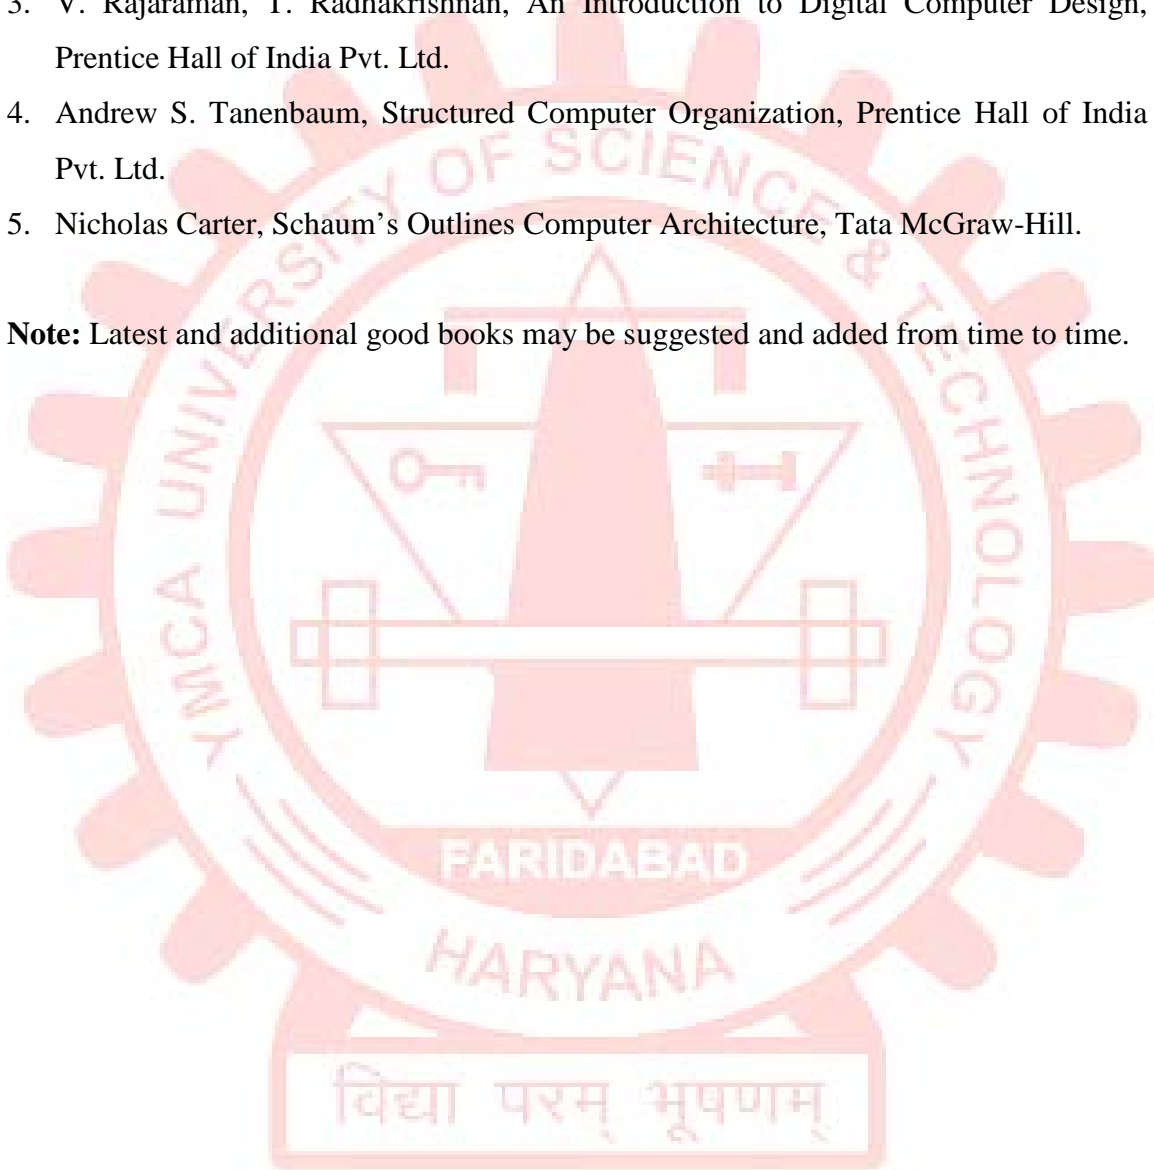 3. V. Rajaraman, T. Radhakrishnan, An Introduction to Digital Computer Design,
Prentice Hall of India Pvt. Ltd.
4. Andrew S. Tanenbaum, Structured Computer Organization, Prentice Hall of India
Pvt. Ltd.
5. Nicholas Carter, Schaum’s Outlines Computer Architecture, Tata McGraw-Hill.
Note: Latest and additional good books may be suggested and added from time to time.
YMCA UNIVERSITY OF SCIENCE & TECHNOLOGY
FARIDABAD
HARYANA
विद्या परम् भूषणम्